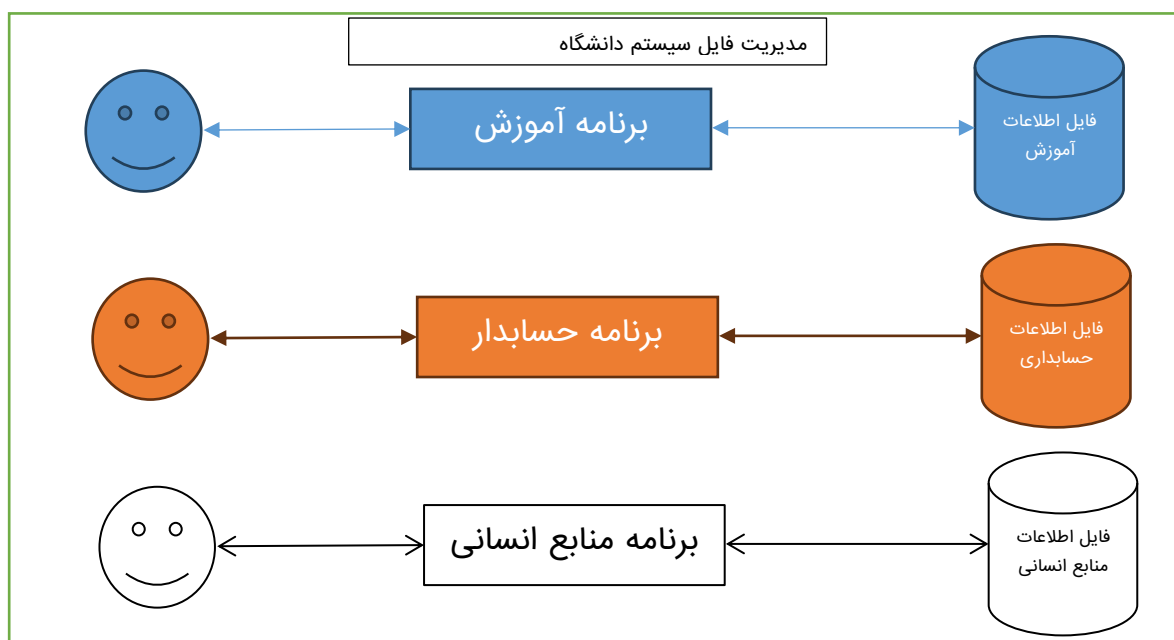 مدیریت فایل سیستم دانشگاه
برنامه آموزش
فایل اطلاعات
آموزش
برنامه حسابدار
فایل اطلاعات
حسابداری
برنامه منابع انسانی
فایل اطلاعات
منابع انسانی